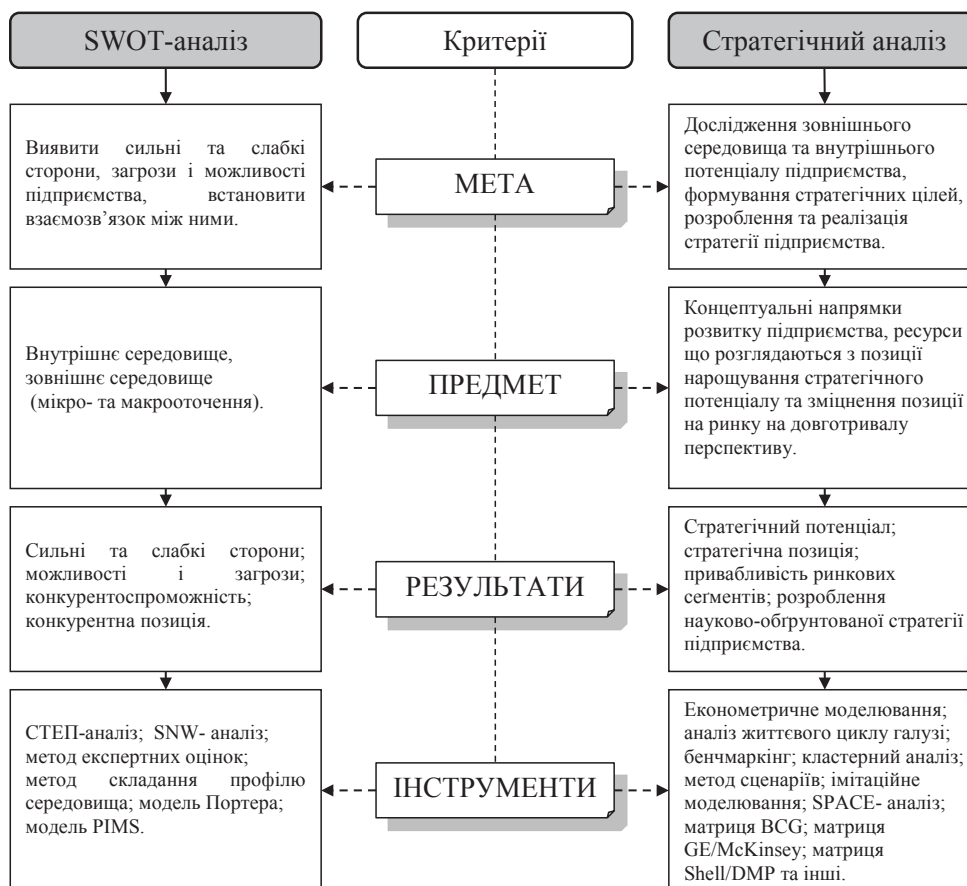 SWOT-аналіз
Критерії
Стратегічний аналіз
Виявити сильні та слабкі
сторони, загрози і можливості
підприємства, встановити
взаємозв’язок між ними.
МЕТА
Дослідження зовнішнього
середовища та внутрішнього
потенціалу підприємства,
формування стратегічних цілей,
розроблення та реалізація
стратегії підприємства.
Внутрішнє середовище,
зовнішнє середовище
(мікро- та макрооточення).
ПРЕДМЕТ
Концептуальні напрямки
розвитку підприємства, ресурси
що розглядаються з позиції
нарощування стратегічного
потенціалу та зміцнення позиції
на ринку на довготривалу
перспективу.
Сильні та слабкі сторони;
можливості і загрози;
конкурентоспроможність;
конкурентна позиція.
РЕЗУЛЬТАТИ
Стратегічний потенціал;
стратегічна позиція;
привабливість ринкових
сегментів; розроблення
науково-обґрунтованої стратегії
підприємства.
СТЕП-аналіз; SNW- аналіз;
метод експертних оцінок;
метод складання профілю
середовища; модель Портера;
модель PIMS.
ІНСТРУМЕНТИ
Економетричне моделювання;
аналіз життєвого циклу галузі;
бенчмаркінг; кластерний аналіз;
метод сценаріїв; імітаційне
моделювання; SPACE- аналіз;
матриця BCG; матриця
GE/McKinsey; матриця
Shell/DMP та інші.